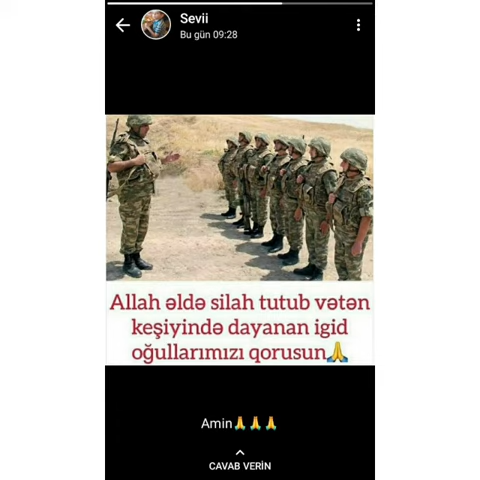 Sevii
Bu gün 09:28
Allah əldə silah tutub vətən
keşiyində dayanan igid
oğullarımızı qorusun🙏
Amin🙏🙏🙏
CAVAB VERİN